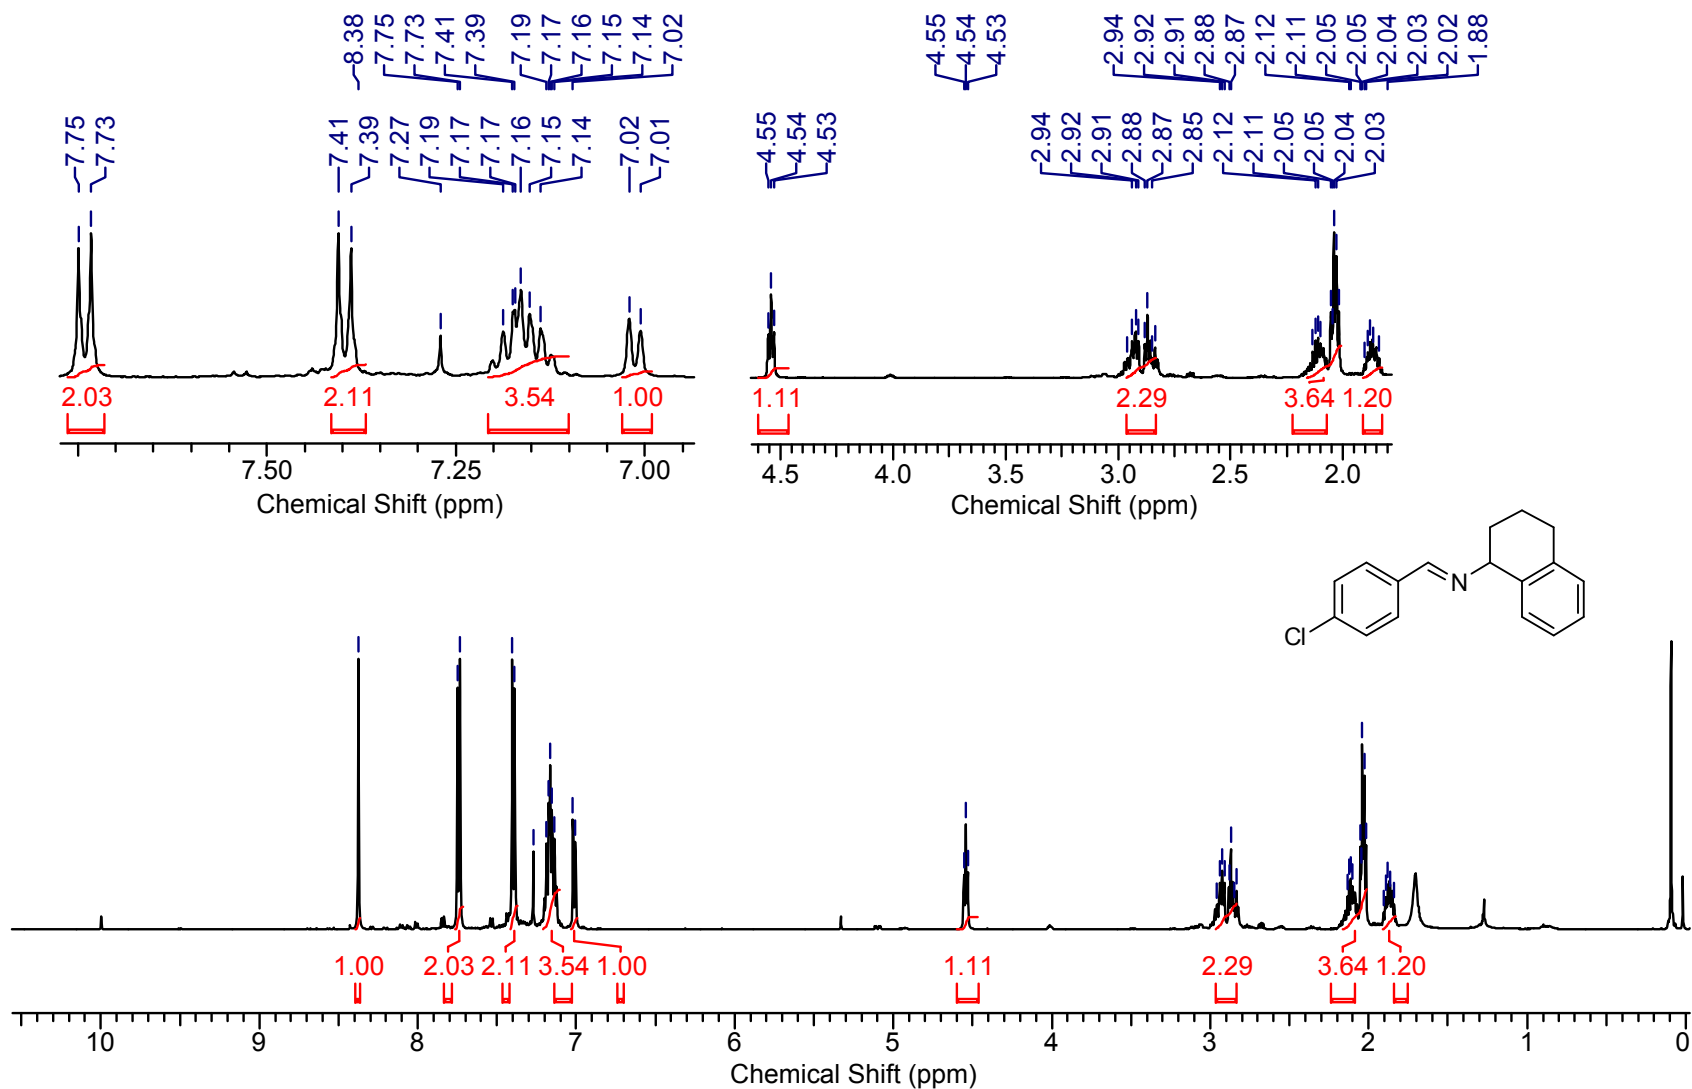 8.38 7.75 7.73 7.41 7.39 7.19 7.17 7.16 7.15 7.14 7.02 4.55 4.54 4.53 2.94 2.92 2.91 2.88 2.87 2.12 2.11 2.05 2.05 2.04 2.03 2.02 1.88
7.75 7.73 7.41 7.39 7.27 7.19 7.17 7.17 7.16 7.15 7.14 7.02 7.01 4.55 4.54 4.53 2.94 2.92 2.91 2.88 2.87 2.85 2.12 2.11 2.05 2.05 2.04 2.03
2.03 2.11 3.54 1.00 1.11 2.29 3.64 1.20
7.50 7.25 7.00 4.5 4.0 3.5 3.0 2.5 2.0
Chemical Shift (ppm) Chemical Shift (ppm)
N
Cl
1.00 2.03 2.11 3.54 1.00 1.11 2.29 3.64 1.20
10 9 8 7 6 5 4 3 2 1 0
Chemical Shift (ppm)